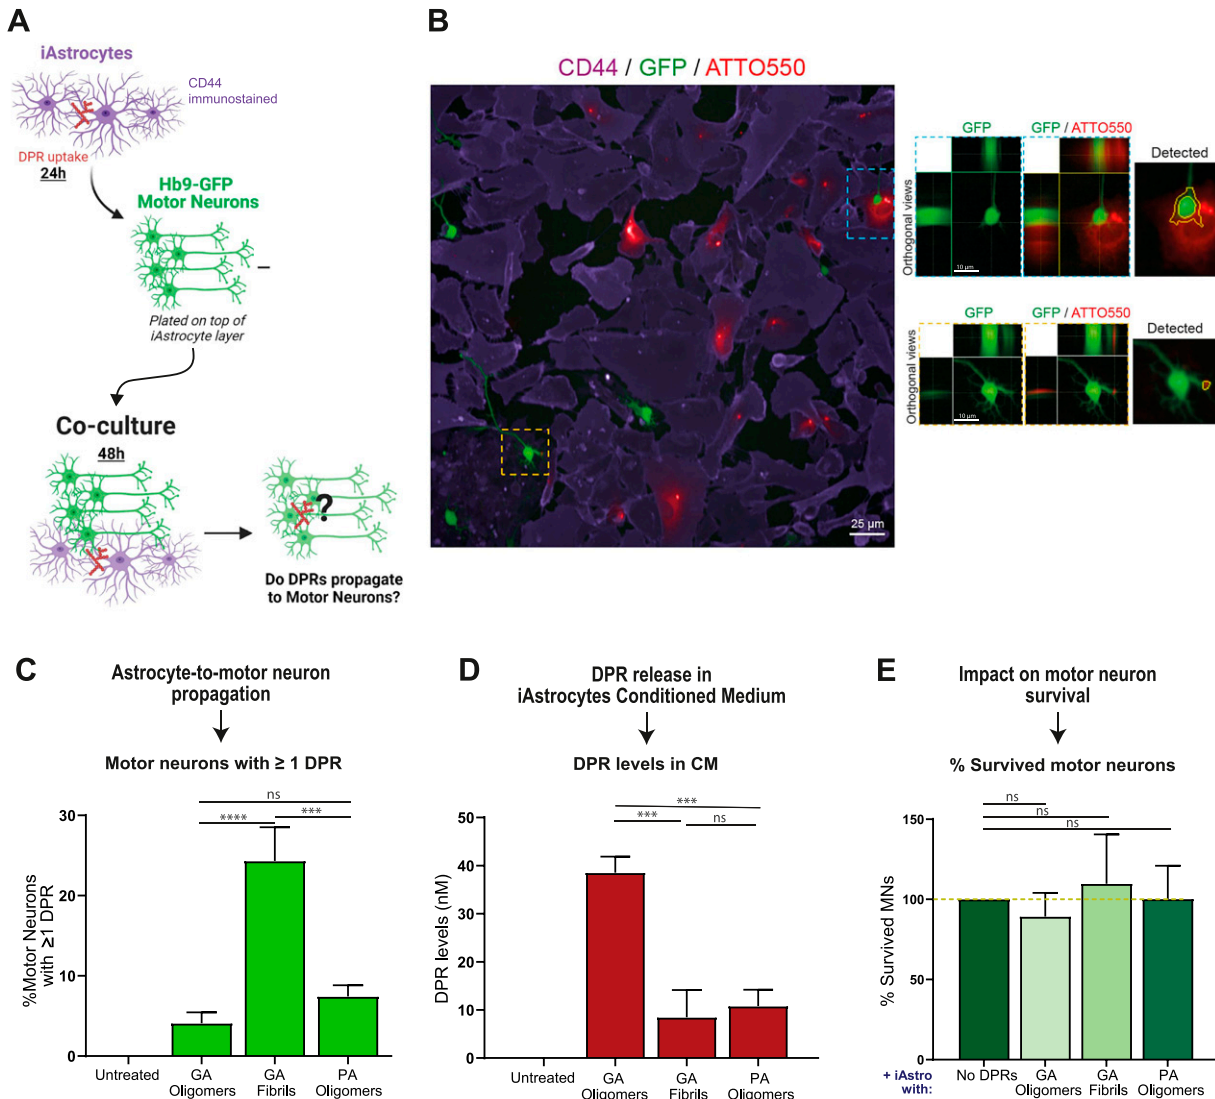 A
iAstrocytes
CD44
immunostained
DPR uptake
24h
Hb9-GFP
Motor Neurons
Plated on top of
iAstrocyte layer
Co-culture
48h
?
Do DPRs propagate
to Motor Neurons?
B
CD44 / GFP / ATTO550
25 µm
GFP
GFP / ATTO550
Detected
Orthogonal views
10 µm
GFP
GFP / ATTO550
Detected
Orthogonal views
10 µm
C
Astrocyte-to-motor neuron
propagation
Motor neurons with ≥ 1 DPR
ns
****
***
30
20
10
0
%Motor Neurons
with ≥1 DPR
Untreated
GA
Oligomers
GA
Fibrils
PA
Oligomers
D
DPR release in
iAstrocytes Conditioned Medium
DPR levels in CM
***
***
ns
50
40
30
20
10
0
DPR levels (nM)
Untreated
GA
Oligomers
GA
Fibrils
PA
Oligomers
E
Impact on motor neuron
survival
% Survived motor neurons
ns
ns
ns
150
100
50
0
% Survived MNs
+ iAstro
with:
No DPRs
GA
Oligomers
GA
Fibrils
PA
Oligomers